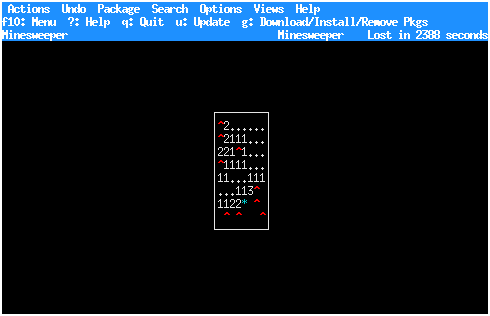 Actions Undo Package Search Options Views Help
f10: Menu ?: Help q: Quit u: Update g: Download/Install/Remove Pkgs
Minesweeper Minesweeper Lost in 2388 seconds
^2......
^2111...
221^1...
^1111...
11...111
...113^
1122* ^
 ^ ^   ^